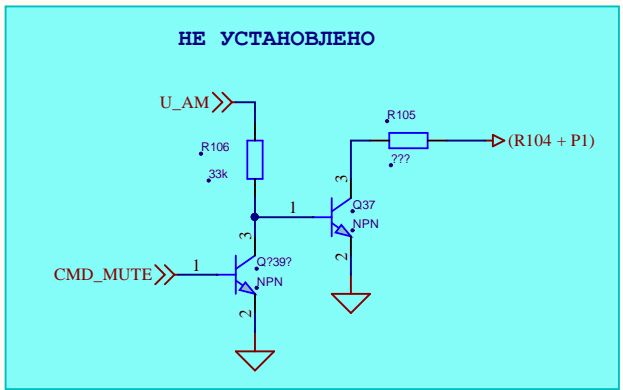 НЕ УСТАНОВЛЕНО
U_AM
R105
R106
(R104 + P1)
???
33k
3
1
Q37
NPN
3
2
Q?39?
CMD_MUTE
1
NPN
2